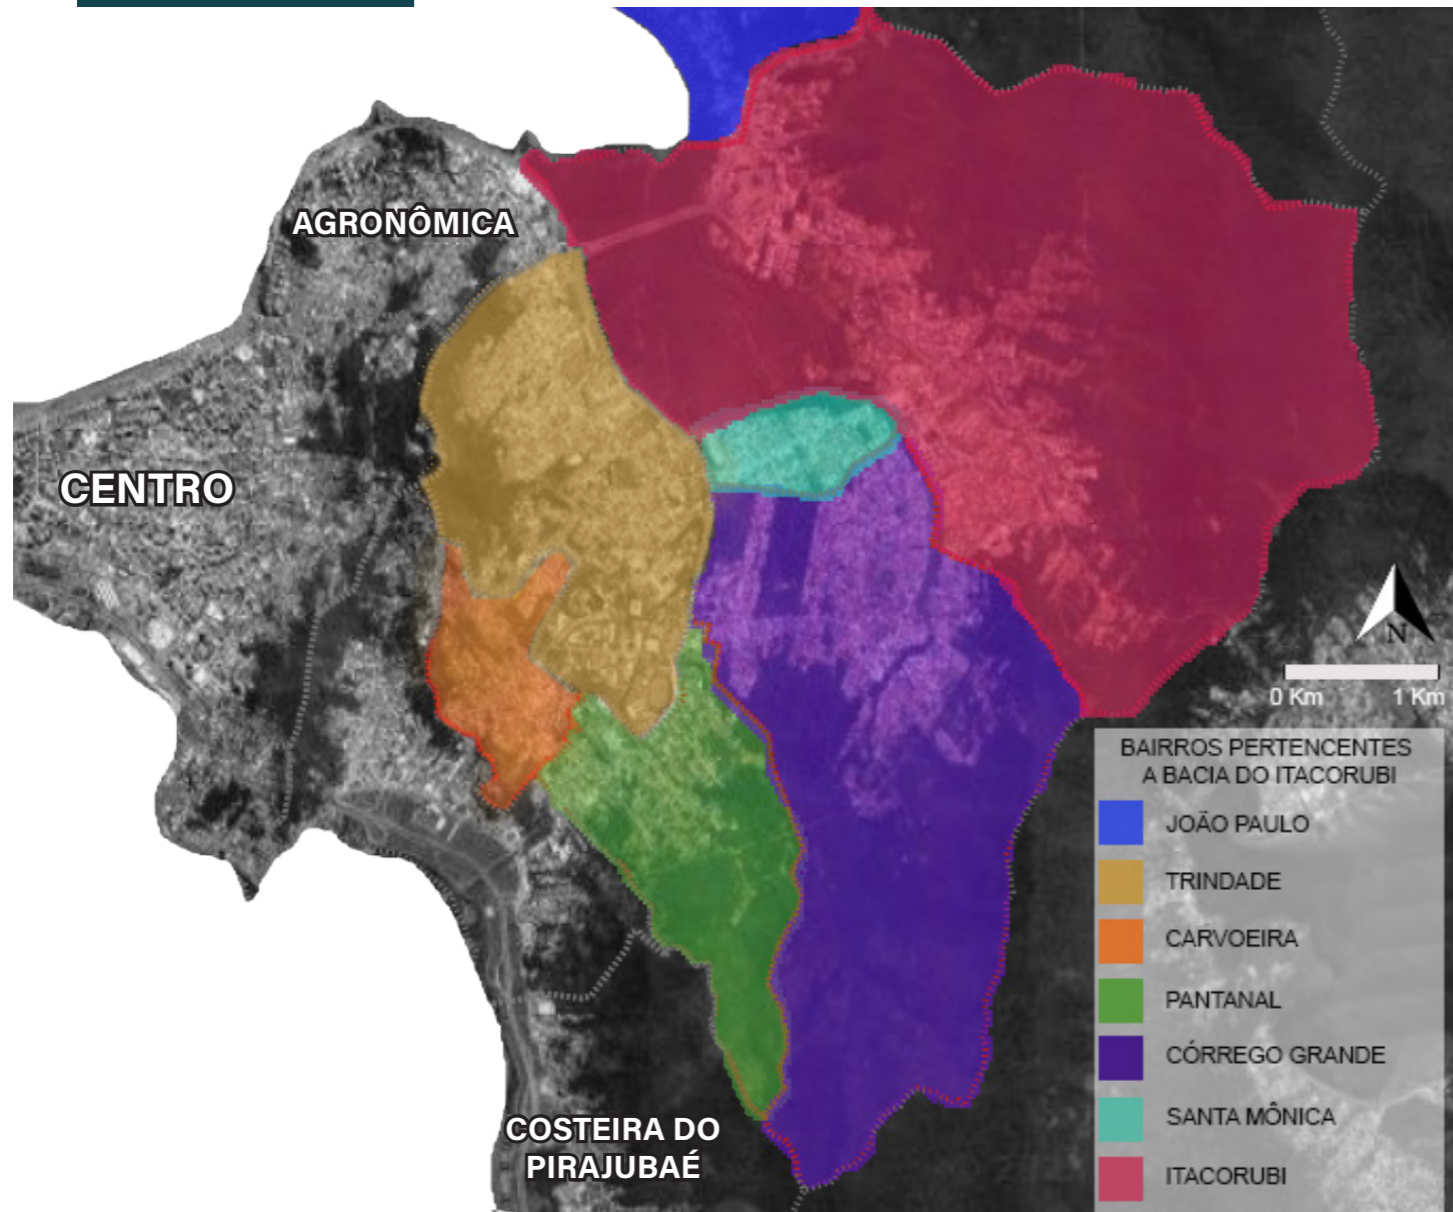 AGRONÔMICA
CENTRO
N
0 Km 1 Km
BAIRROS PERTENCENTES
A BACIA DO ITACORUBI
JOÃO PAULO
TRINDADE
CARVOEIRA
PANTANAL
CÓRREGO GRANDE
SANTA MÔNICA
ITACORUBI
COSTEIRA DO
PIRAJUBAÉ